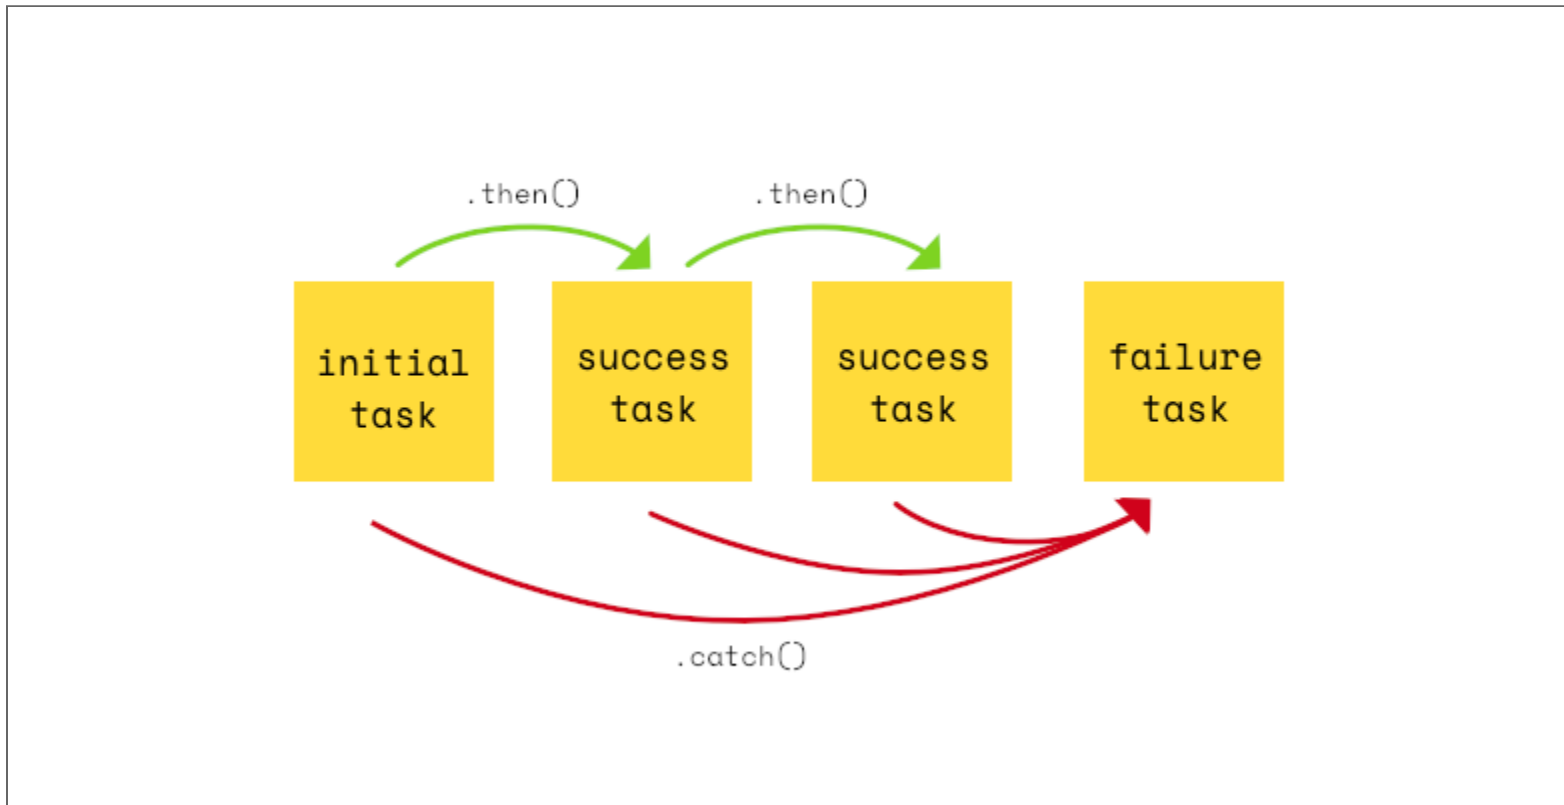 .then()
.then()
initial
task
success
task
success
task
failure
task
.catch()